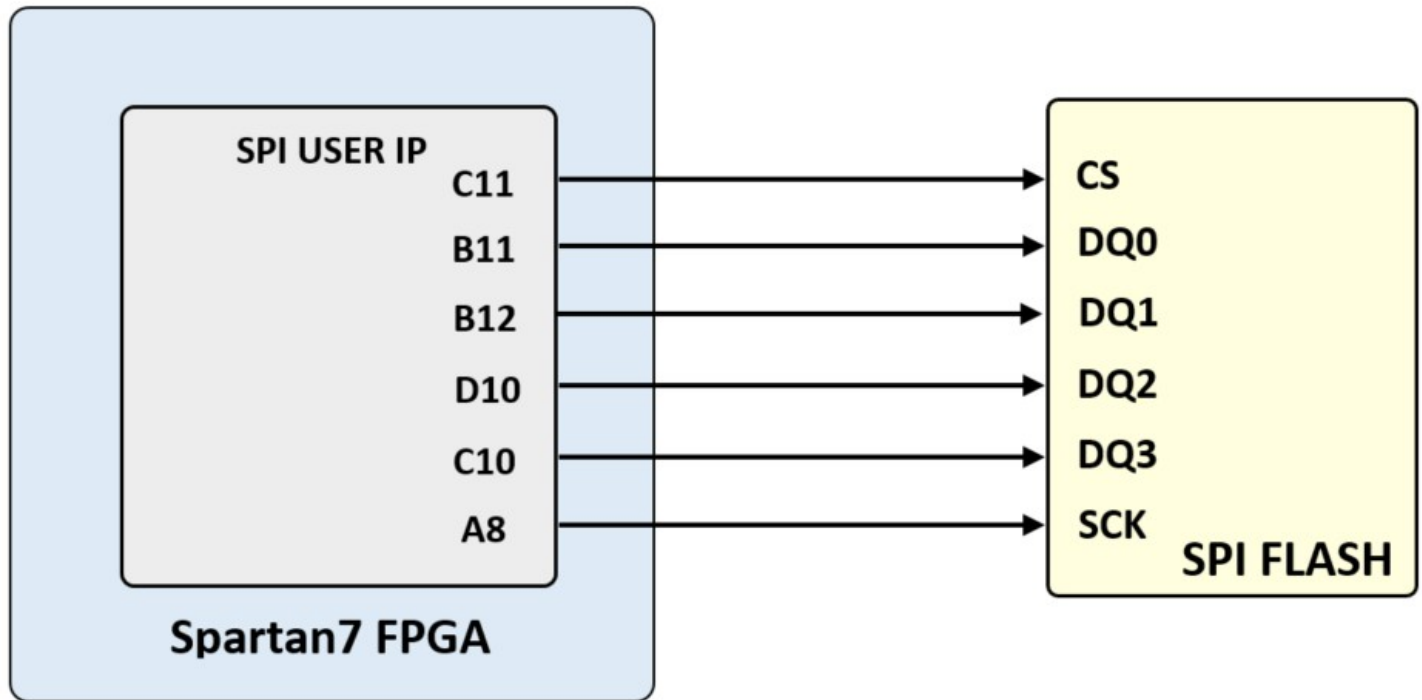 SPI USER IP
C11
B11
B12
D10
C10
A8
Spartan7 FPGA
CS
DQ0
DQ1
DQ2
DQ3
SCK
SPI FLASH